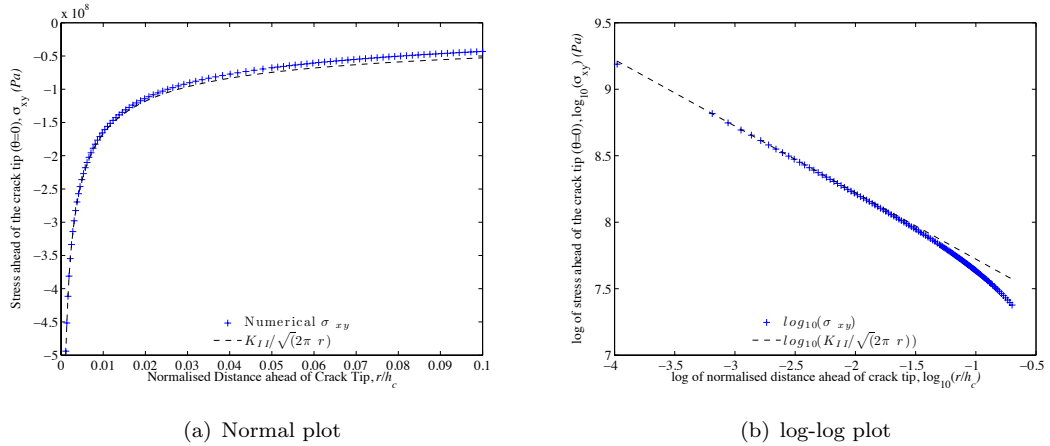 x 10⁸
0
−0.5
−1
−1.5
−2
−2.5
−3
−3.5
−4
−4.5
−5
0 0.01 0.02 0.03 0.04 0.05 0.06 0.07 0.08 0.09 0.1
Stress ahead of the crack tip (θ=0), σxy (Pa)
Numerical σ xy
KII/√(2π r)
Normalised Distance ahead of Crack Tip, r/hc
(a) Normal plot
9.5
9
8.5
8
7.5
7
−4 −3.5 −3 −2.5 −2 −1.5 −1 −0.5
log of stress ahead of the crack tip (θ=0), log10(σxy) (Pa)
log10(σ xy)
log10(KII/√(2π r))
log of normalised distance ahead of crack tip, log10(r/hc)
(b) log-log plot